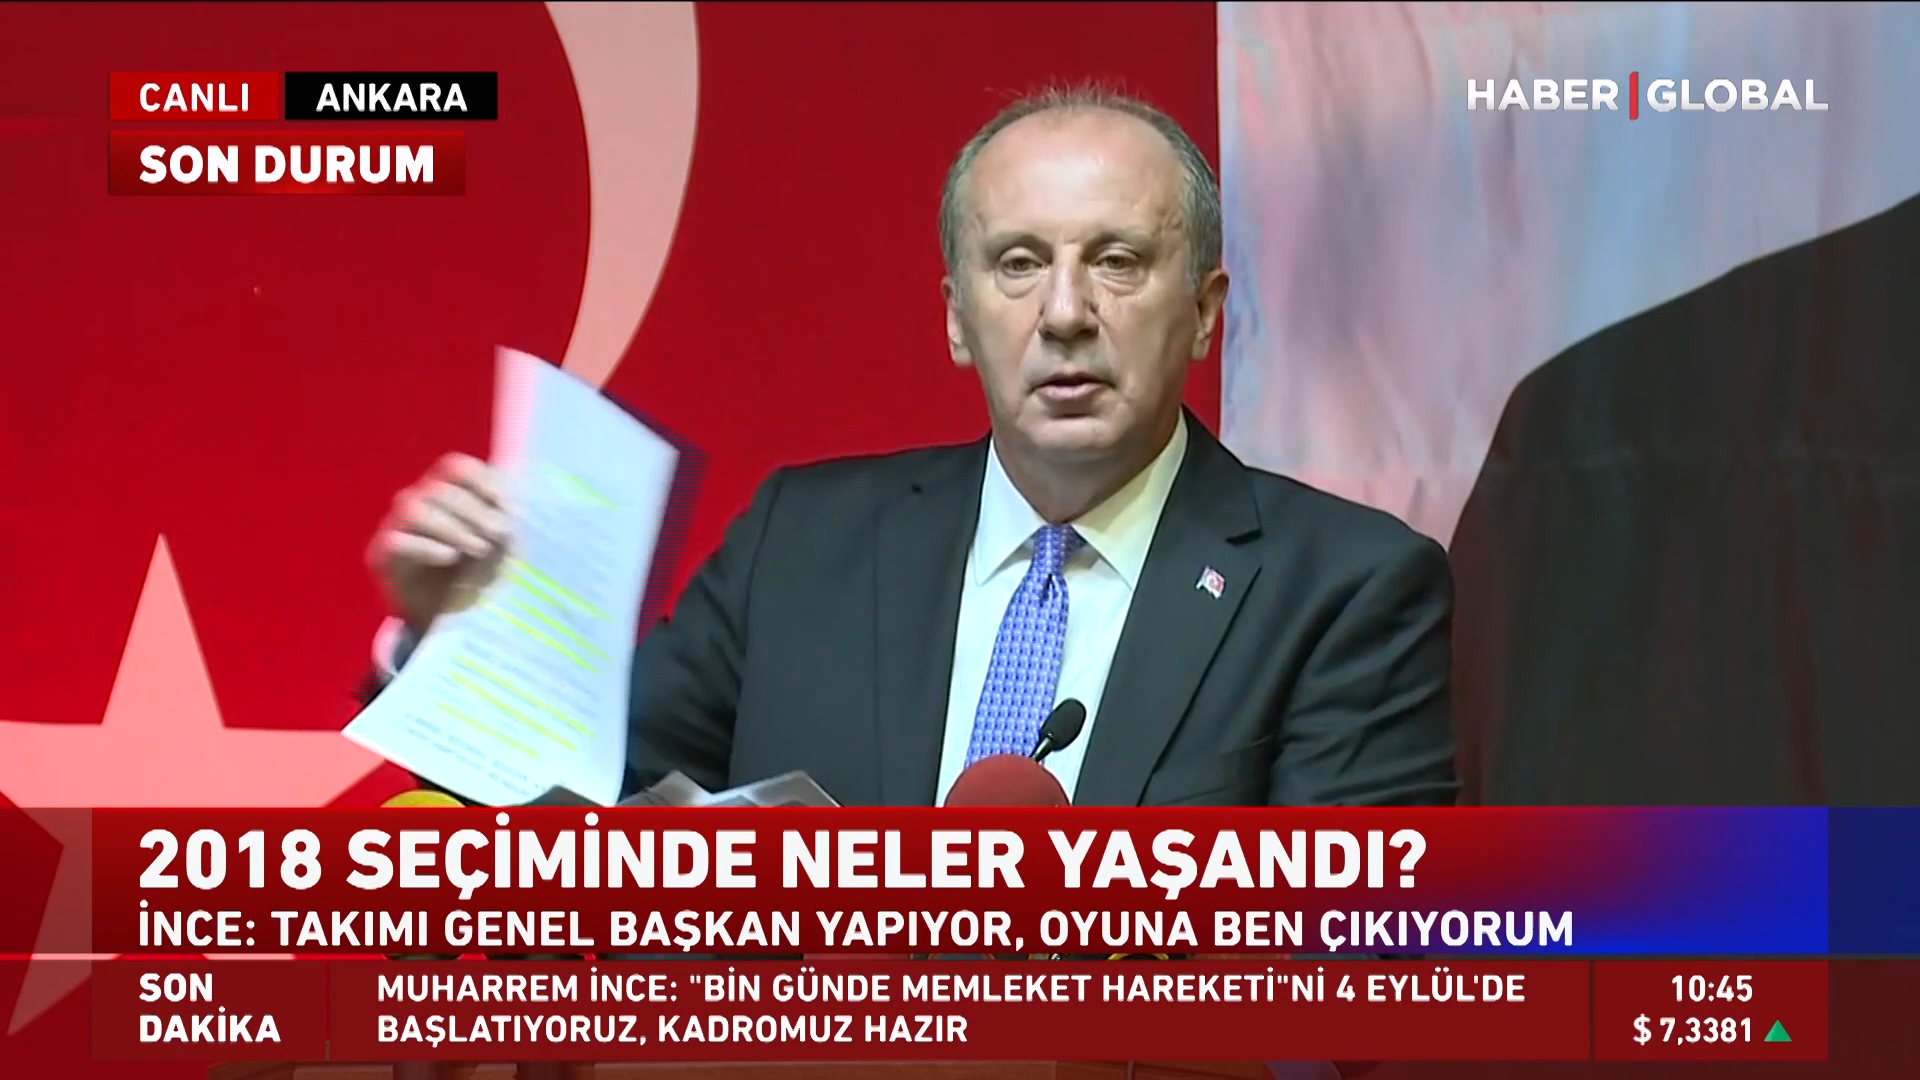 CANLI ANKARA
HABER GLOBAL
SON DURUM
2018 SEÇİMİNDE NELER YAŞANDI?
İNCE: TAKIMI GENEL BAŞKAN YAPIYOR, OYUNA BEN ÇIKIYORUM
SON DAKİKA
MUHARREM İNCE: "BİN GÜNDE MEMLEKET HAREKETİ"Nİ 4 EYLÜL'DE
BAŞLATIYORUZ, KADROMUZ HAZIR
10:45
$ 7,3381